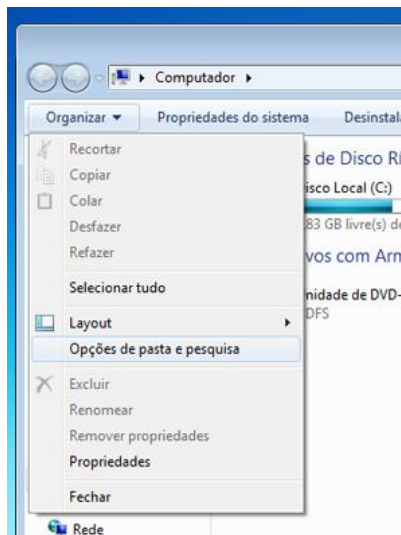 Computador
Organizar Propriedades do sistema Desinstal
Recortar
Copiar
Colar
Desfazer
Refazer
Selecionar tudo
Layout
Opções de pasta e pesquisa
Excluir
Renomear
Remover propriedades
Propriedades
Fechar
s de Disco Rí
isco Local (C:)
83 GB livre(s) d
vos com Arm
nidade de DVD-
DFS
Rede